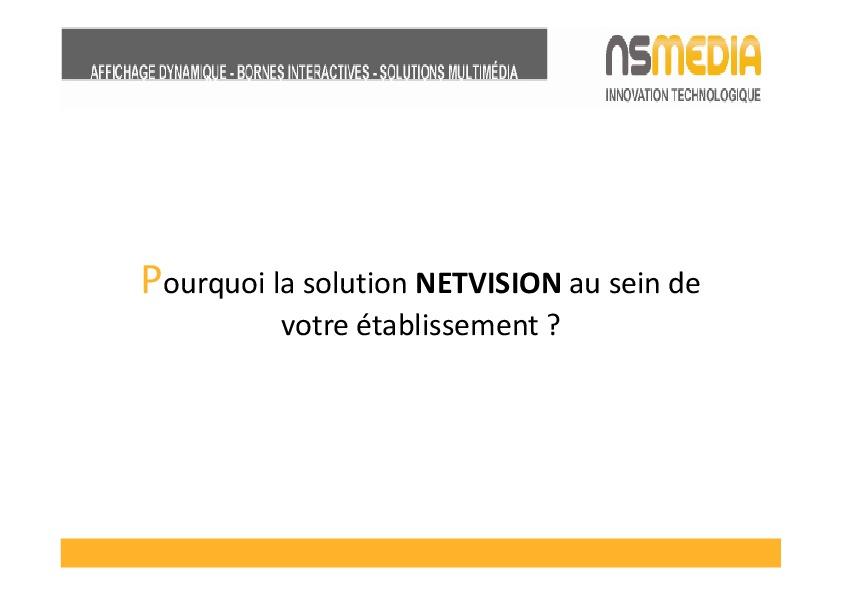 AFFICHAGE DYNAMIQUE - BORNES INTERACTIVES - SOLUTIONS MULTIMÉDIA
nsmedia
INNOVATION TECHNOLOGIQUE
Pourquoi la solution NETVISION au sein de
votre établissement ?